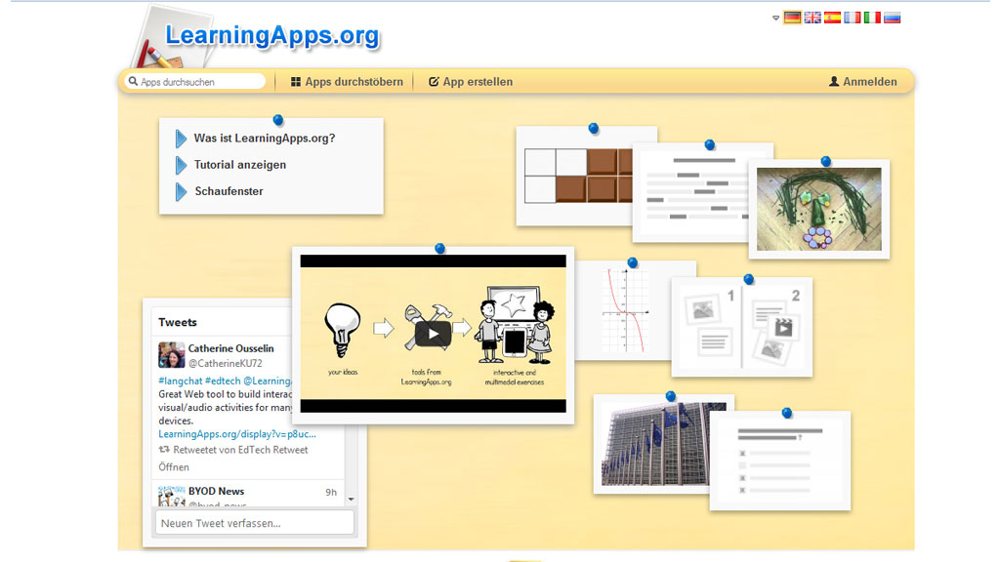 LearningApps.org
Apps durchsuchen
Apps durchstöbern
App erstellen
Anmelden
Was ist LearningApps.org?
Tutorial anzeigen
Schaufenster
1
2
your ideas
tools from
LearningApps.org
interactive and
multimedial exercises
?
Tweets
Catherine Ousselin
@CatherineKU72
#langchat #edtech @Learning
Great Web tool to build interac
visual/audio activities for many
devices.
LearningApps.org/display?v=p8uc...
Retweetet von EdTech Retweet
Öffnen
BYOD News 9h
@byod_news
Neuen Tweet verfassen...